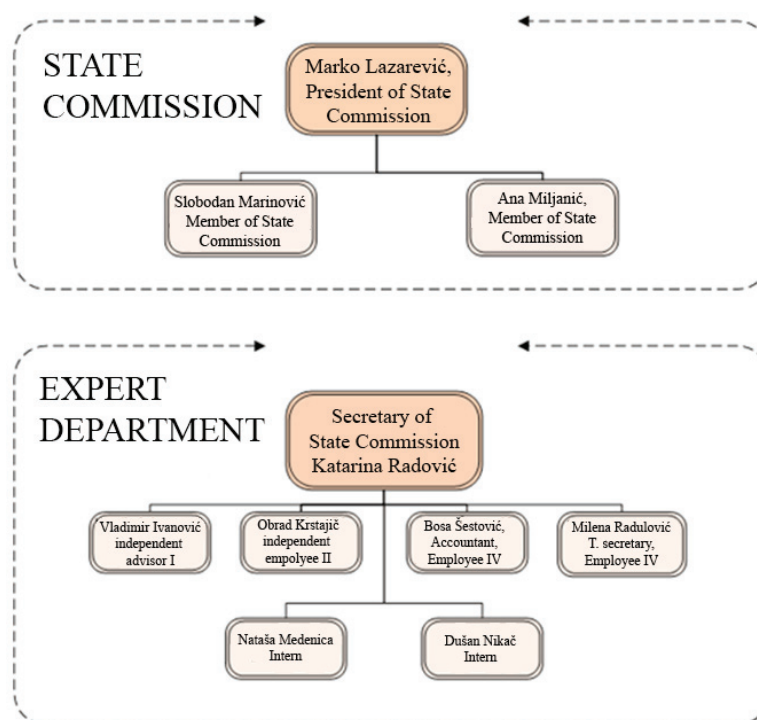 STATE
COMMISSION
Marko Lazarević,
President of State
Commission
Slobodan Marinović
Member of State
Commission
Ana Miljanić,
Member of State
Commission
EXPERT
DEPARTMENT
Secretary of
State Commission
Katarina Radović
Vladimir Ivanović
independent
advisor I
Obrad Krstajič
independent
empolyee II
Bosa Šestović,
Accountant,
Employee IV
Milena Radulović
T. secretary,
Employee IV
Nataša Medenica
Intern
Dušan Nikač
Intern